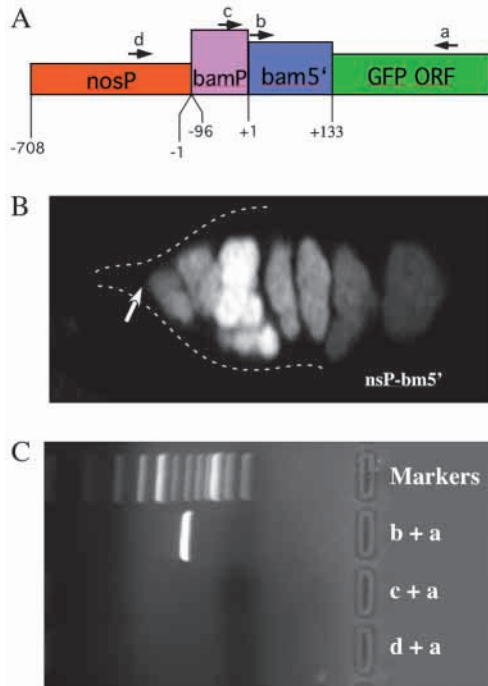 A
d
c
b
a
nosP
bamP
bam5'
GFP ORF
-708
-1
-96
+1
+133
B
nsP-bm5'
C
Markers
b + a
c + a
d + a